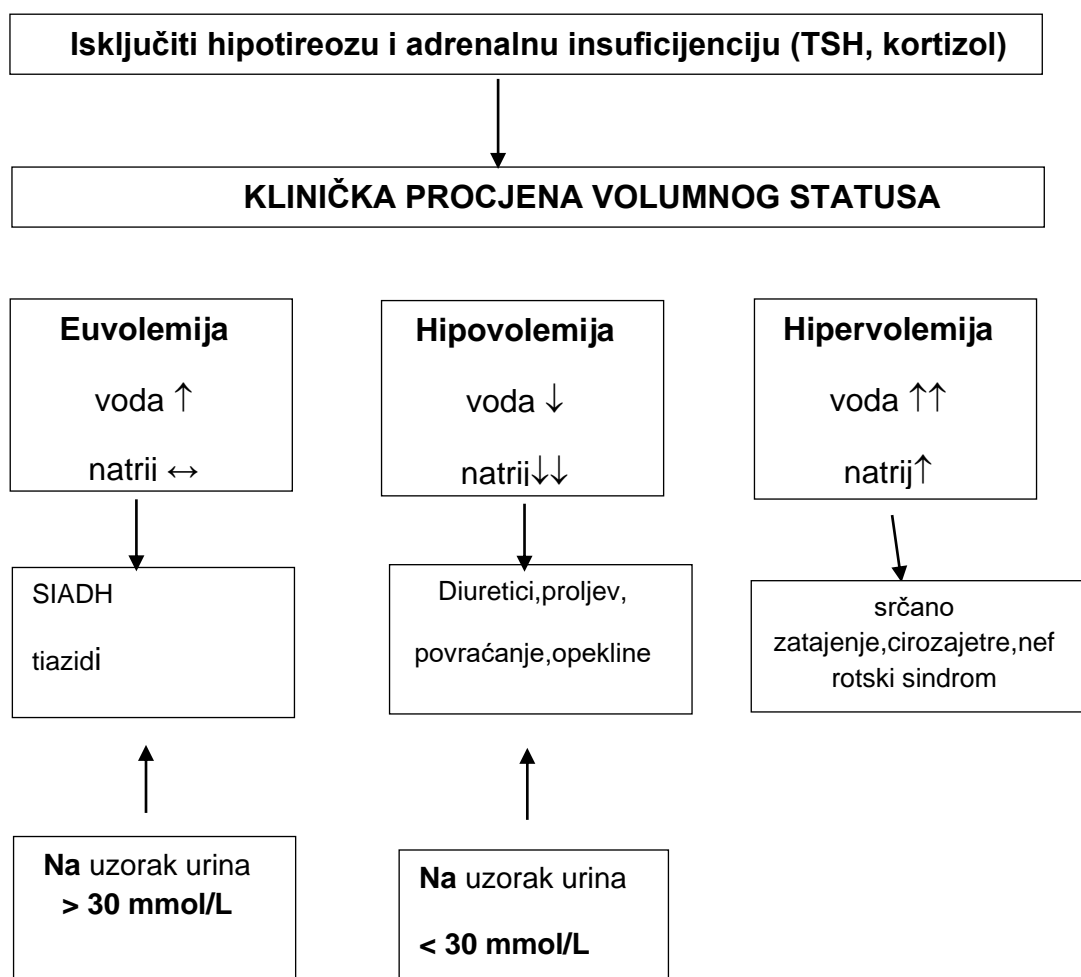 Isključiti hipotireozu i adrenalnu insuficijenciju (TSH, kortizol)
KLINIČKA PROCJENA VOLUMNOG STATUSA
Euvolemija
voda ↑
natrii ↔
Hipovolemija
voda ↓
natrij↓↓
Hipervolemija
voda ↑↑
natrij↑
SIADH
tiazidi
Diuretici,proljev,
povraćanje,opekline
srčano
zatajenje,cirozajetre,nef
rotski sindrom
Na uzorak urina
> 30 mmol/L
Na uzorak urina
< 30 mmol/L